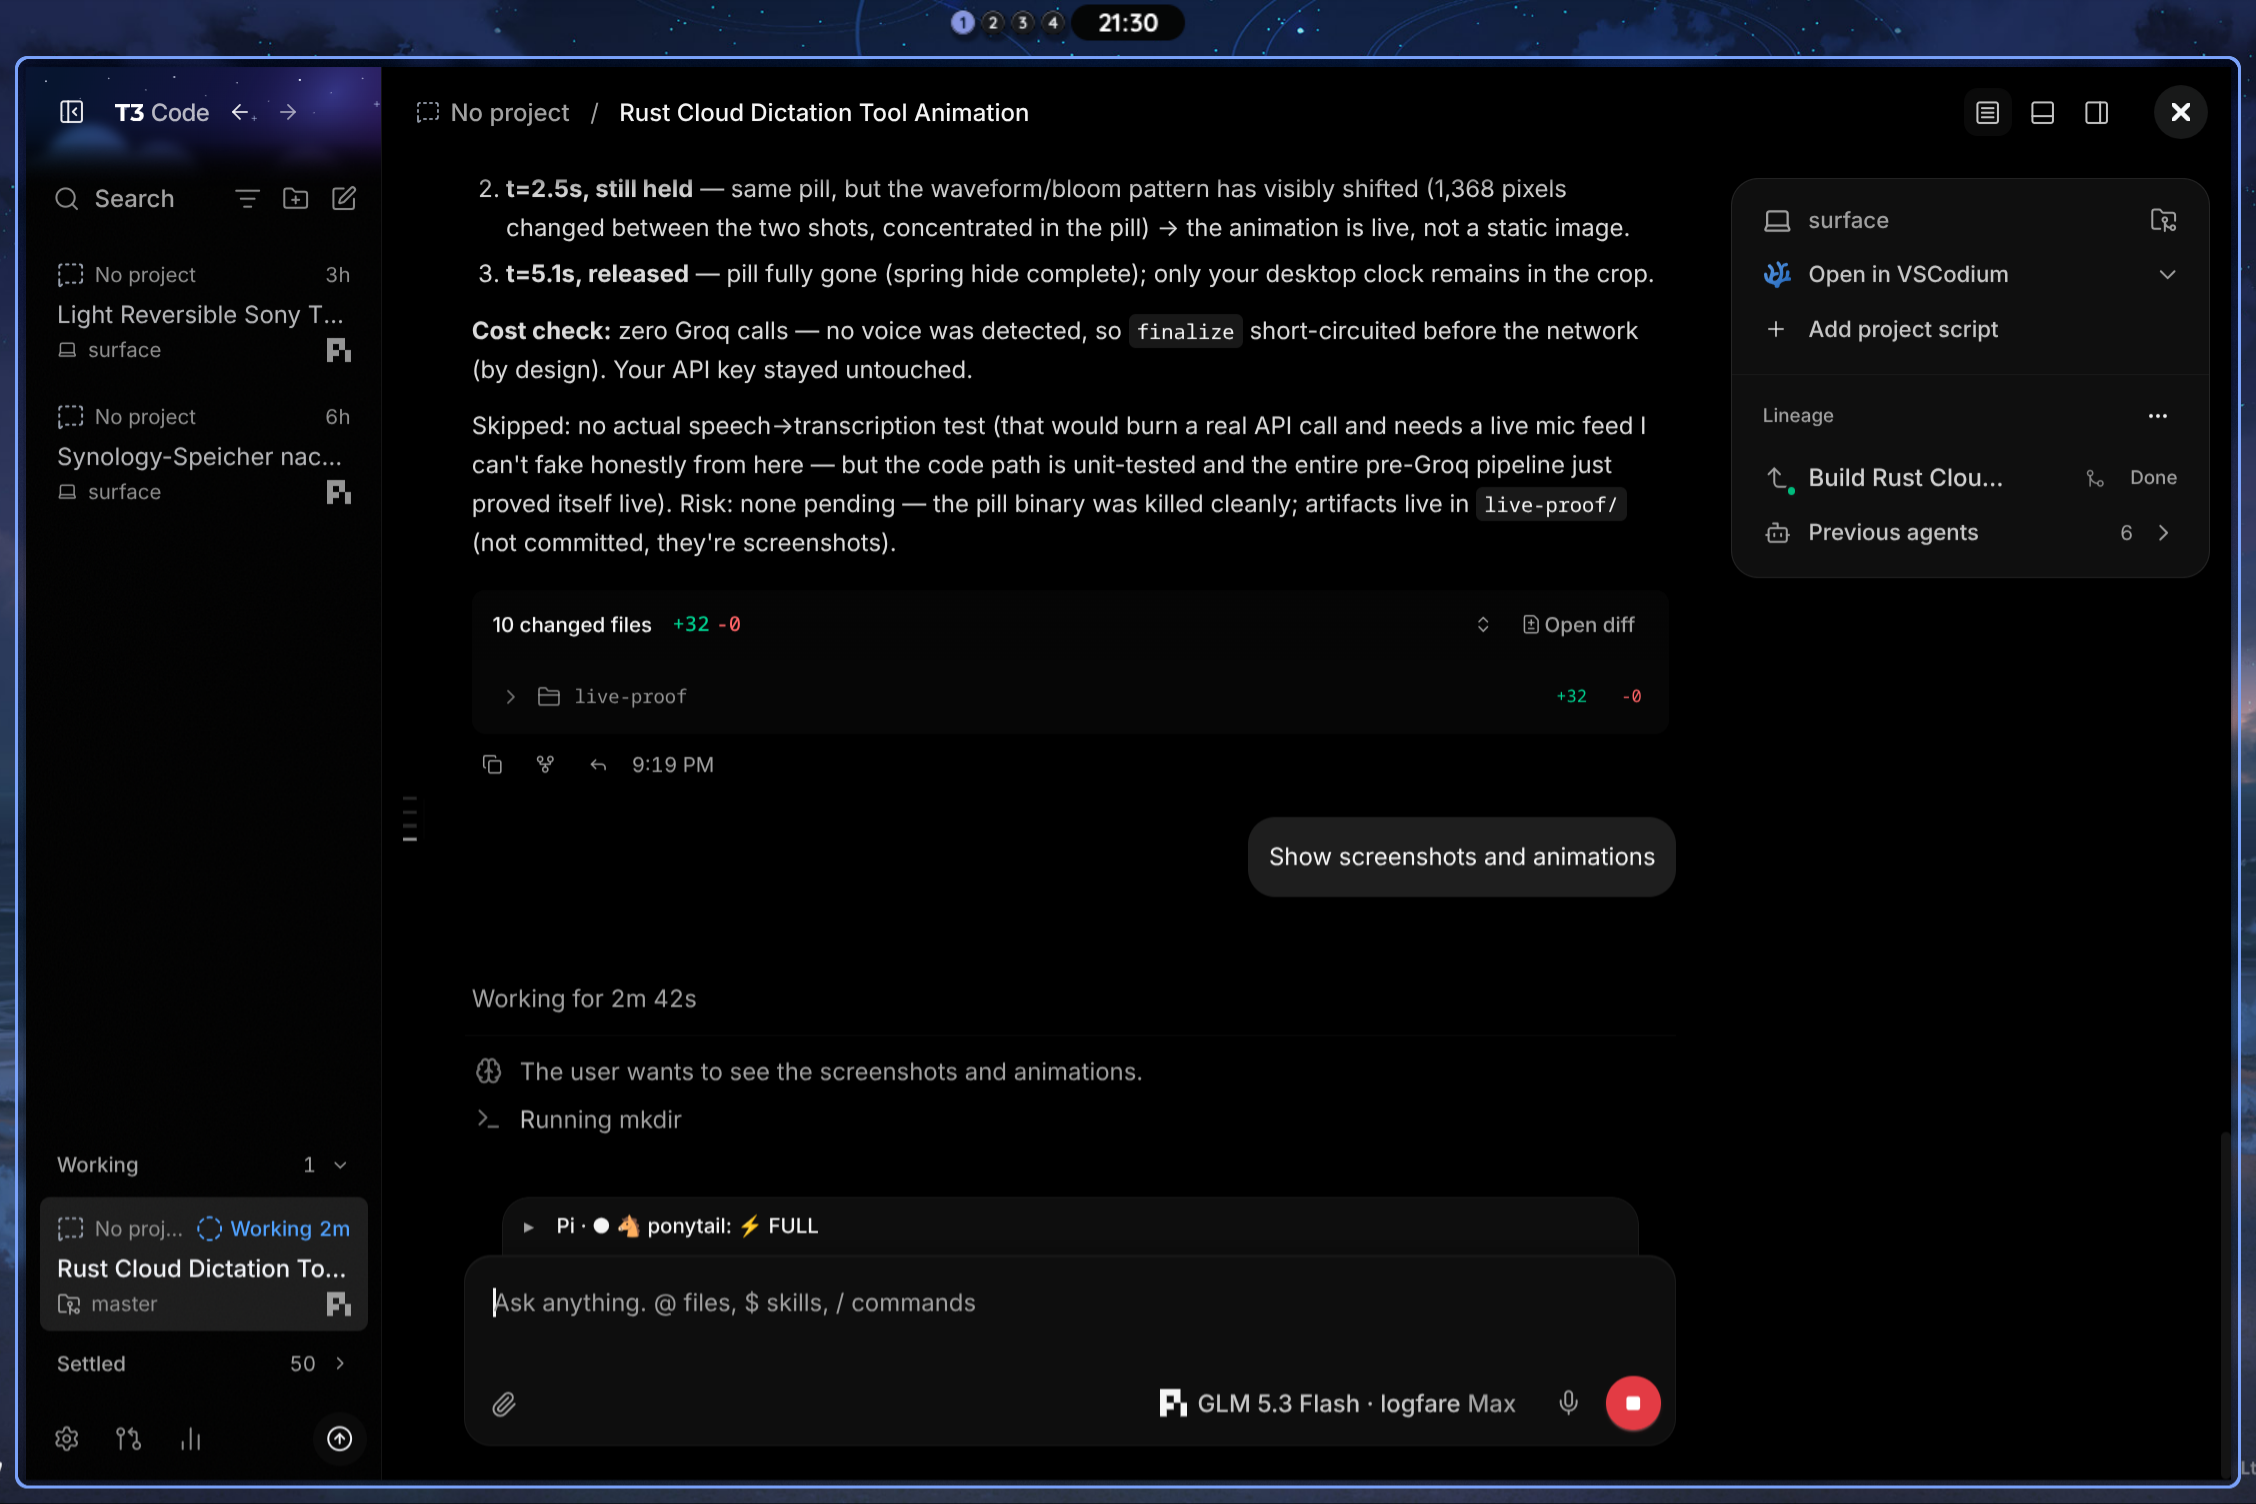 1 2 3 4 21:30
T3 Code
No project / Rust Cloud Dictation Tool Animation
Search
No project 3h
Light Reversible Sony T...
surface
No project 6h
Synology-Speicher nac...
surface
2. t=2.5s, still held — same pill, but the waveform/bloom pattern has visibly shifted (1,368 pixels
changed between the two shots, concentrated in the pill) → the animation is live, not a static image.
3. t=5.1s, released — pill fully gone (spring hide complete); only your desktop clock remains in the crop.
Cost check: zero Groq calls — no voice was detected, so finalize short-circuited before the network
(by design). Your API key stayed untouched.
Skipped: no actual speech→transcription test (that would burn a real API call and needs a live mic feed I
can't fake honestly from here — but the code path is unit-tested and the entire pre-Groq pipeline just
proved itself live). Risk: none pending — the pill binary was killed cleanly; artifacts live in live-proof/
(not committed, they're screenshots).
10 changed files +32 -0 Open diff
live-proof +32 -0
9:19 PM
Show screenshots and animations
Working for 2m 42s
The user wants to see the screenshots and animations.
Running mkdir
Pi · ● 🐴 ponytail: ⚡ FULL
Ask anything. @ files, $ skills, / commands
GLM 5.3 Flash · logfare Max
surface
Open in VSCodium
Add project script
Lineage
Build Rust Clou... Done
Previous agents 6
Working 1
No proj... Working 2m
Rust Cloud Dictation To...
master
Settled 50